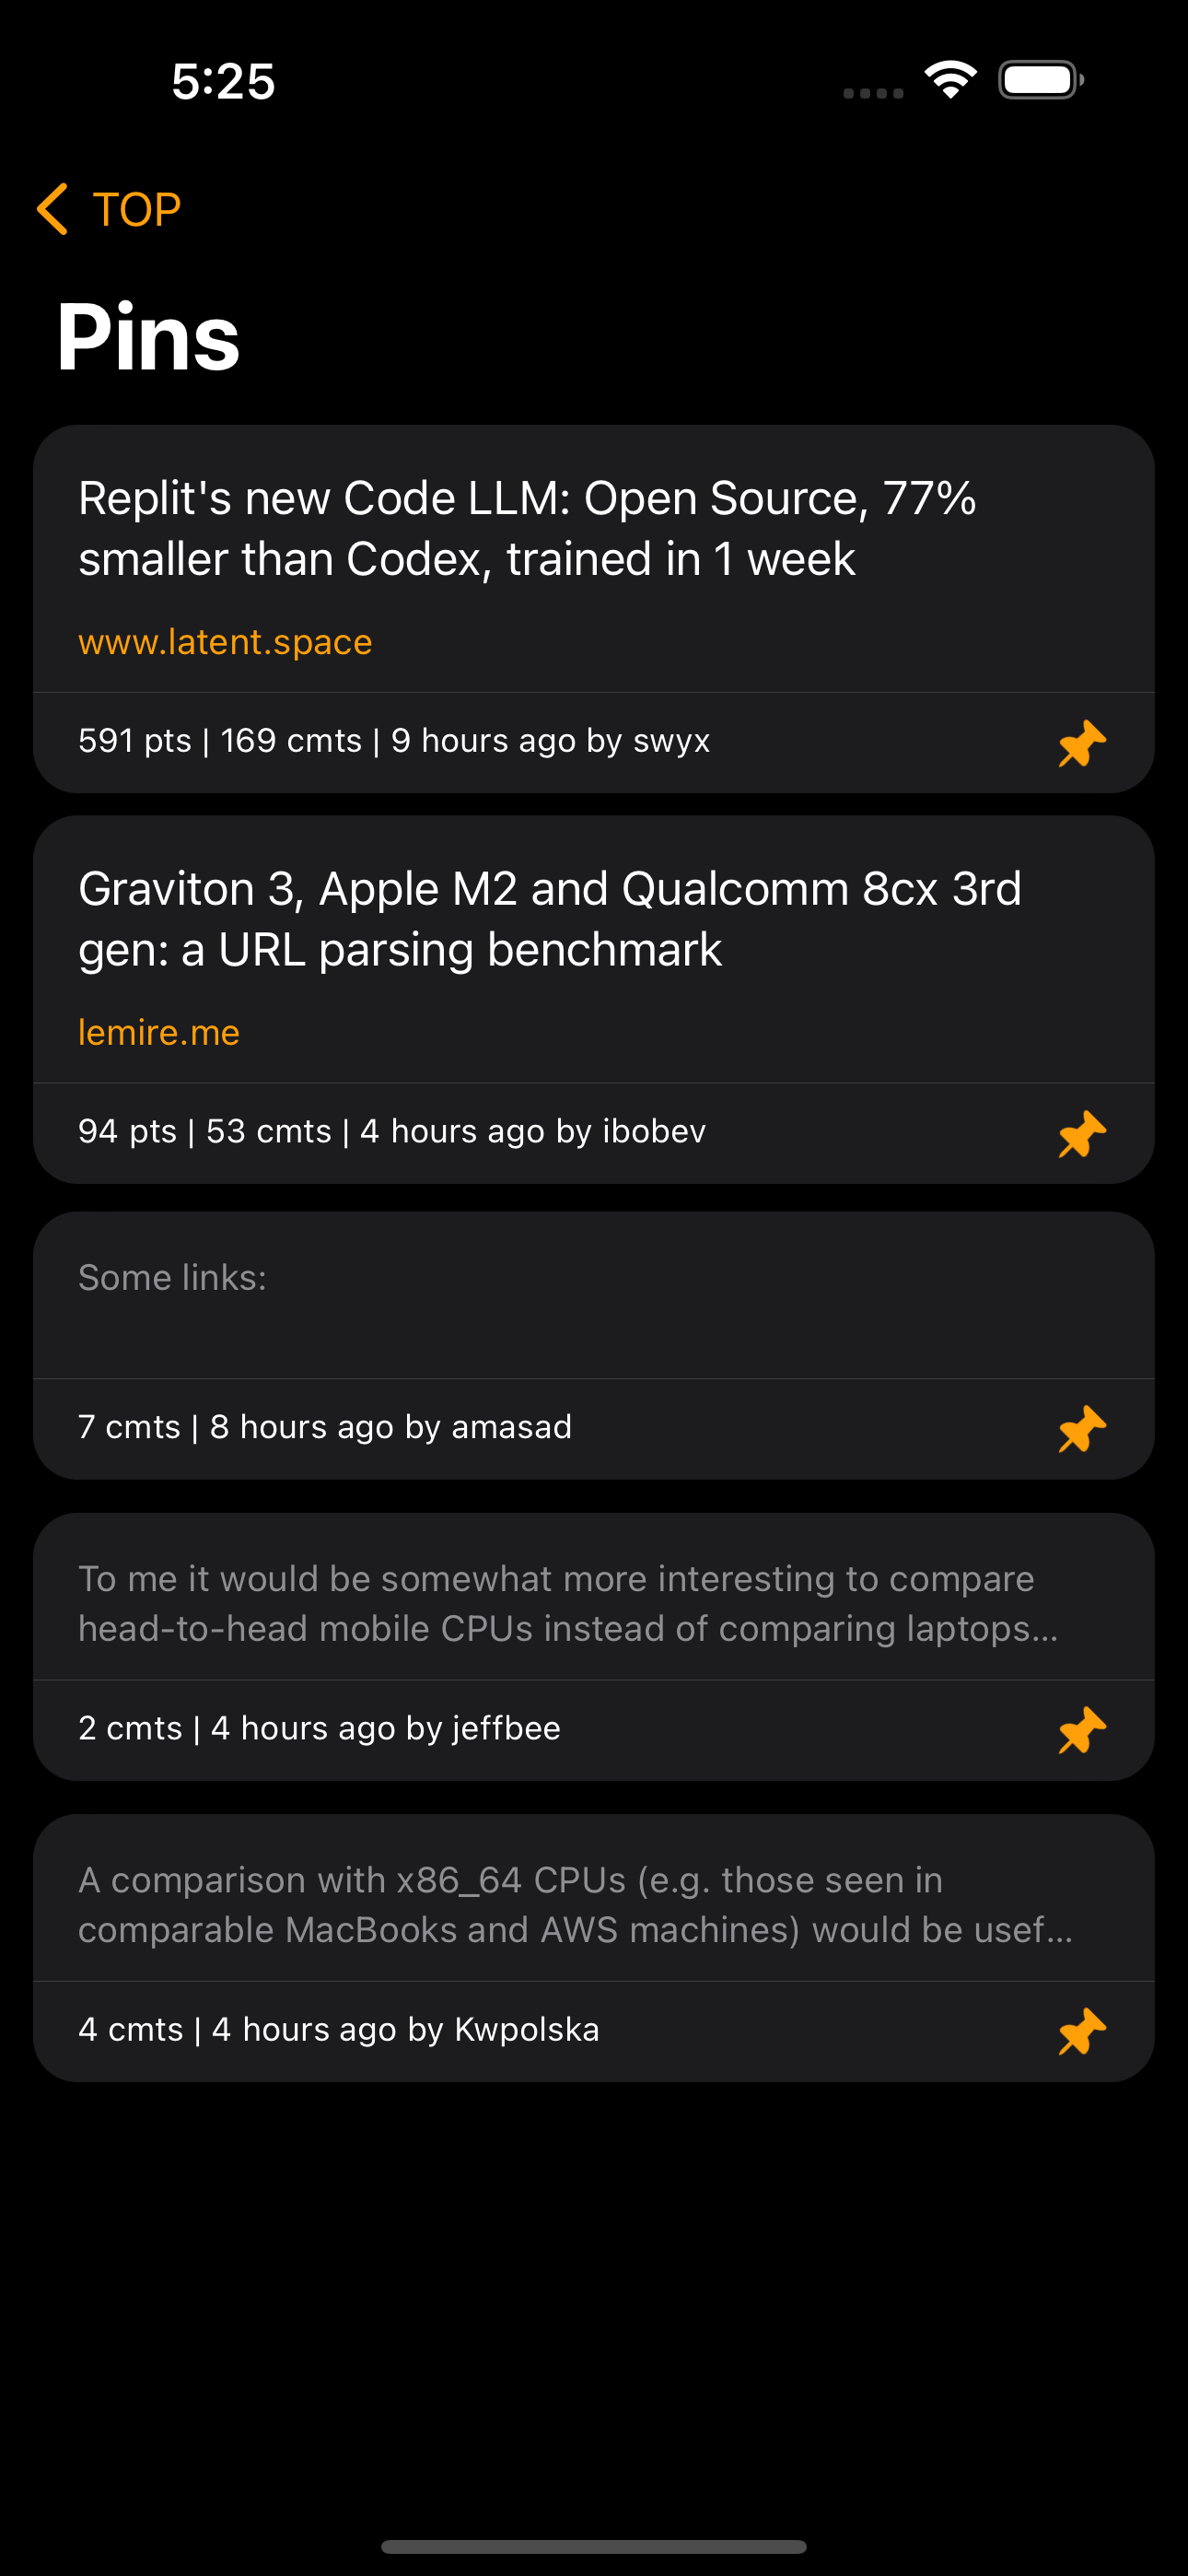 5:25
TOP
Pins
Replit's new Code LLM: Open Source, 77%
smaller than Codex, trained in 1 week
www.latent.space
591 pts | 169 cmts | 9 hours ago by swyx
Graviton 3, Apple M2 and Qualcomm 8cx 3rd
gen: a URL parsing benchmark
lemire.me
94 pts | 53 cmts | 4 hours ago by ibobev
Some links:
7 cmts | 8 hours ago by amasad
To me it would be somewhat more interesting to compare
head-to-head mobile CPUs instead of comparing laptops...
2 cmts | 4 hours ago by jeffbee
A comparison with x86_64 CPUs (e.g. those seen in
comparable MacBooks and AWS machines) would be usef...
4 cmts | 4 hours ago by Kwpolska